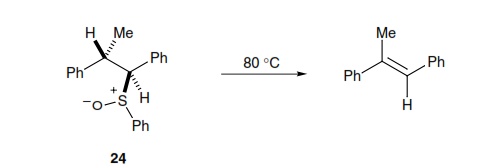 H Me
Ph Ph
+
⁻O S H
Ph
24
80 °C
Me
Ph Ph
H